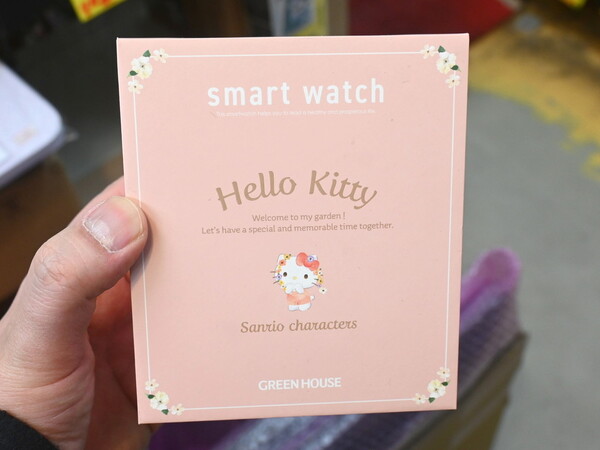 smart watch
Hello Kitty
Welcome to my garden !
Let's have a special and memorable time together.
Sanrio characters
GREEN HOUSE